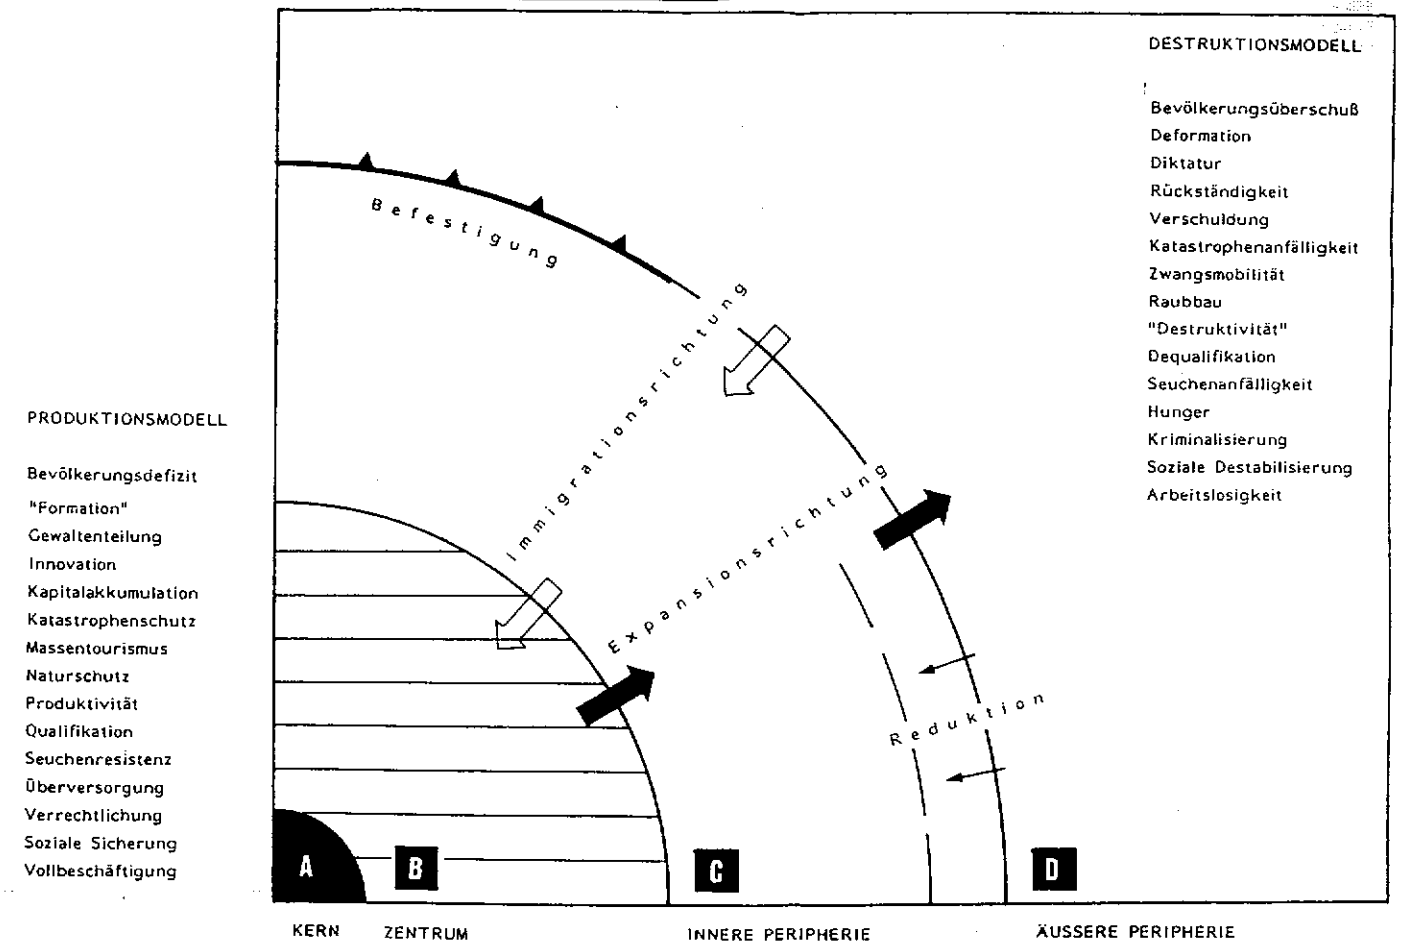 DESTRUKTIONSMODELL
Bevölkerungsüberschuß
Deformation
Diktatur
Rückständigkeit
Verschuldung
Katastrophenanfälligkeit
Zwangsmobilität
Raubbau
"Destruktivität"
Dequalifikation
Seuchenanfälligkeit
Hunger
Kriminalisierung
Soziale Destabilisierung
Arbeitslosigkeit
Befestigung
Immigrationsrichtung
Expansionsrichtung
Reduktion
PRODUKTIONSMODELL
Bevölkerungsdefizit
"Formation"
Gewaltenteilung
Innovation
Kapitalakkumulation
Katastrophenschutz
Massentourismus
Naturschutz
Produktivität
Qualifikation
Seuchenresistenz
Überversorgung
Verrechtlichung
Soziale Sicherung
Vollbeschäftigung
A B C D
KERN ZENTRUM INNERE PERIPHERIE ÄUSSERE PERIPHERIE